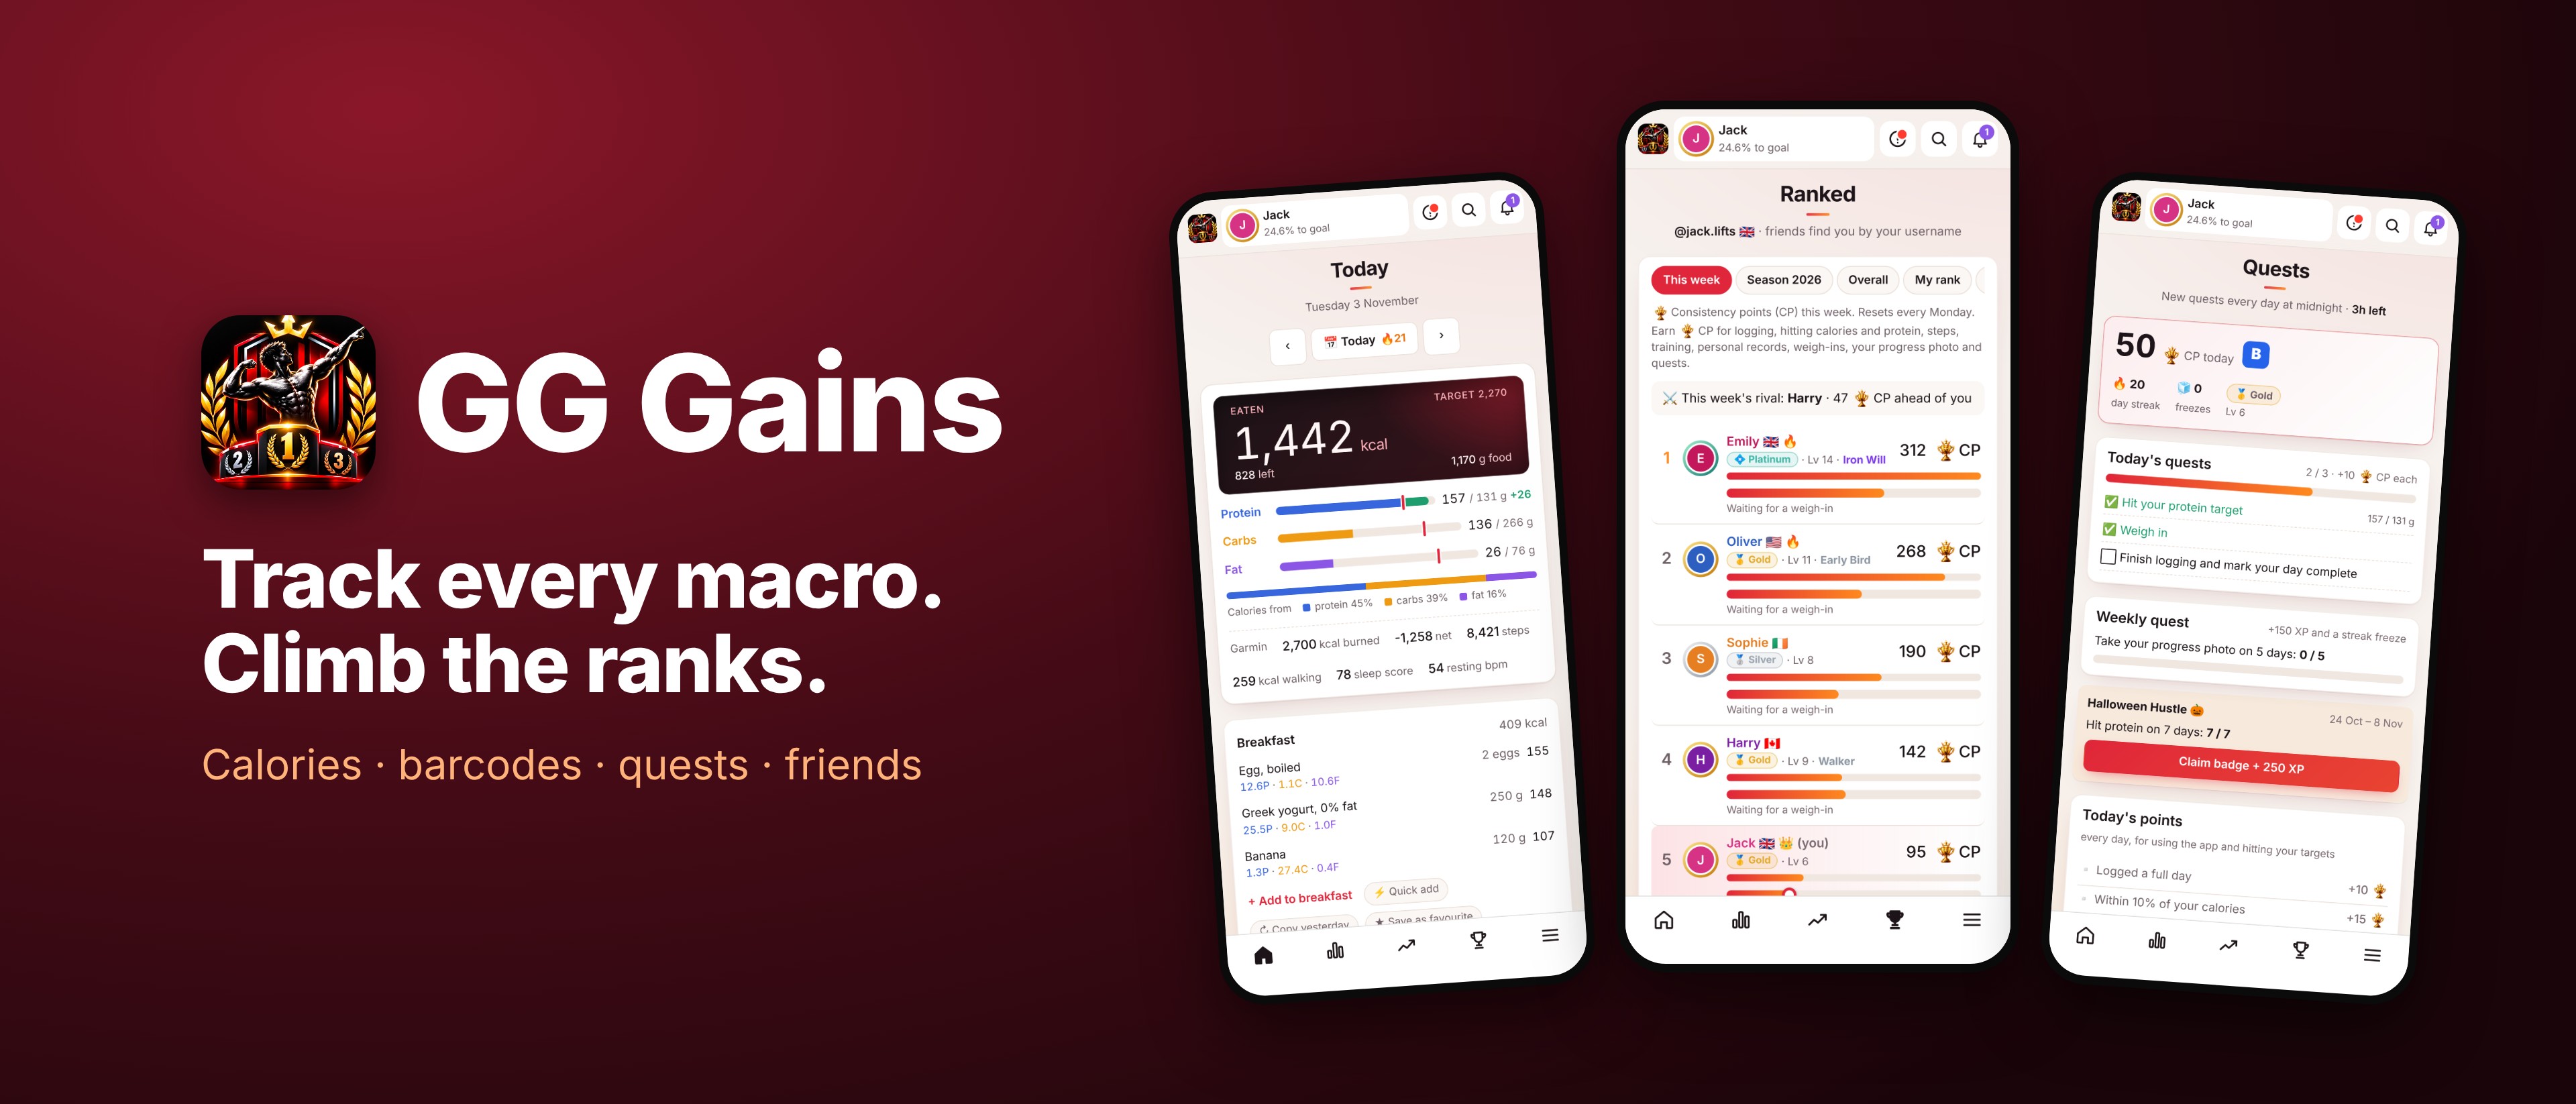 GG Gains
Track every macro.
Climb the ranks.
Calories · barcodes · quests · friends
2 1 3
J Jack
24.6% to goal
1
Today
Tuesday 3 November
‹ 📅 Today 🔥21 ›
EATEN TARGET 2,270
1,442 kcal
828 left 1,170 g food
Protein 157 / 131 g +26
Carbs 136 / 266 g
Fat 26 / 76 g
Calories from protein 45% carbs 39% fat 16%
Garmin 2,700 kcal burned -1,258 net 8,421 steps
259 kcal walking 78 sleep score 54 resting bpm
Breakfast 409 kcal
Egg, boiled 2 eggs 155
12.6P · 1.1C · 10.6F
Greek yogurt, 0% fat 250 g 148
25.5P · 9.0C · 1.0F
Banana 120 g 107
1.3P · 27.4C · 0.4F
+ Add to breakfast ⚡ Quick add
Copy yesterday ★ Save as favourite
J Jack
24.6% to goal
1
Ranked
@jack.lifts 🇬🇧 · friends find you by your username
This week Season 2026 Overall My rank
🏆 Consistency points (CP) this week. Resets every Monday.
Earn 🏆 CP for logging, hitting calories and protein, steps,
training, personal records, weigh-ins, your progress photo and
quests.
⚔️ This week's rival: Harry · 47 🏆 CP ahead of you
1 E Emily 🇬🇧 🔥 312 🏆 CP
Platinum · Lv 14 · Iron Will
Waiting for a weigh-in
2 O Oliver 🇺🇸 🔥 268 🏆 CP
Gold · Lv 11 · Early Bird
Waiting for a weigh-in
3 S Sophie 🇮🇪 190 🏆 CP
Silver · Lv 8
Waiting for a weigh-in
4 H Harry 🇨🇦 142 🏆 CP
Gold · Lv 9 · Walker
Waiting for a weigh-in
5 J Jack 🇬🇧 👑 (you) 95 🏆 CP
Gold · Lv 6
J Jack
24.6% to goal
1
Quests
New quests every day at midnight · 3h left
50 🏆 CP today B
🔥 20 🧊 0 Gold
day streak freezes Lv 6
Today's quests 2 / 3 · +10 🏆 CP each
✅ Hit your protein target 157 / 131 g
✅ Weigh in
Finish logging and mark your day complete
Weekly quest +150 XP and a streak freeze
Take your progress photo on 5 days: 0 / 5
Halloween Hustle 🎃 24 Oct – 8 Nov
Hit protein on 7 days: 7 / 7
Claim badge + 250 XP
Today's points
every day, for using the app and hitting your targets
Logged a full day +10 🏆
Within 10% of your calories +15 🏆